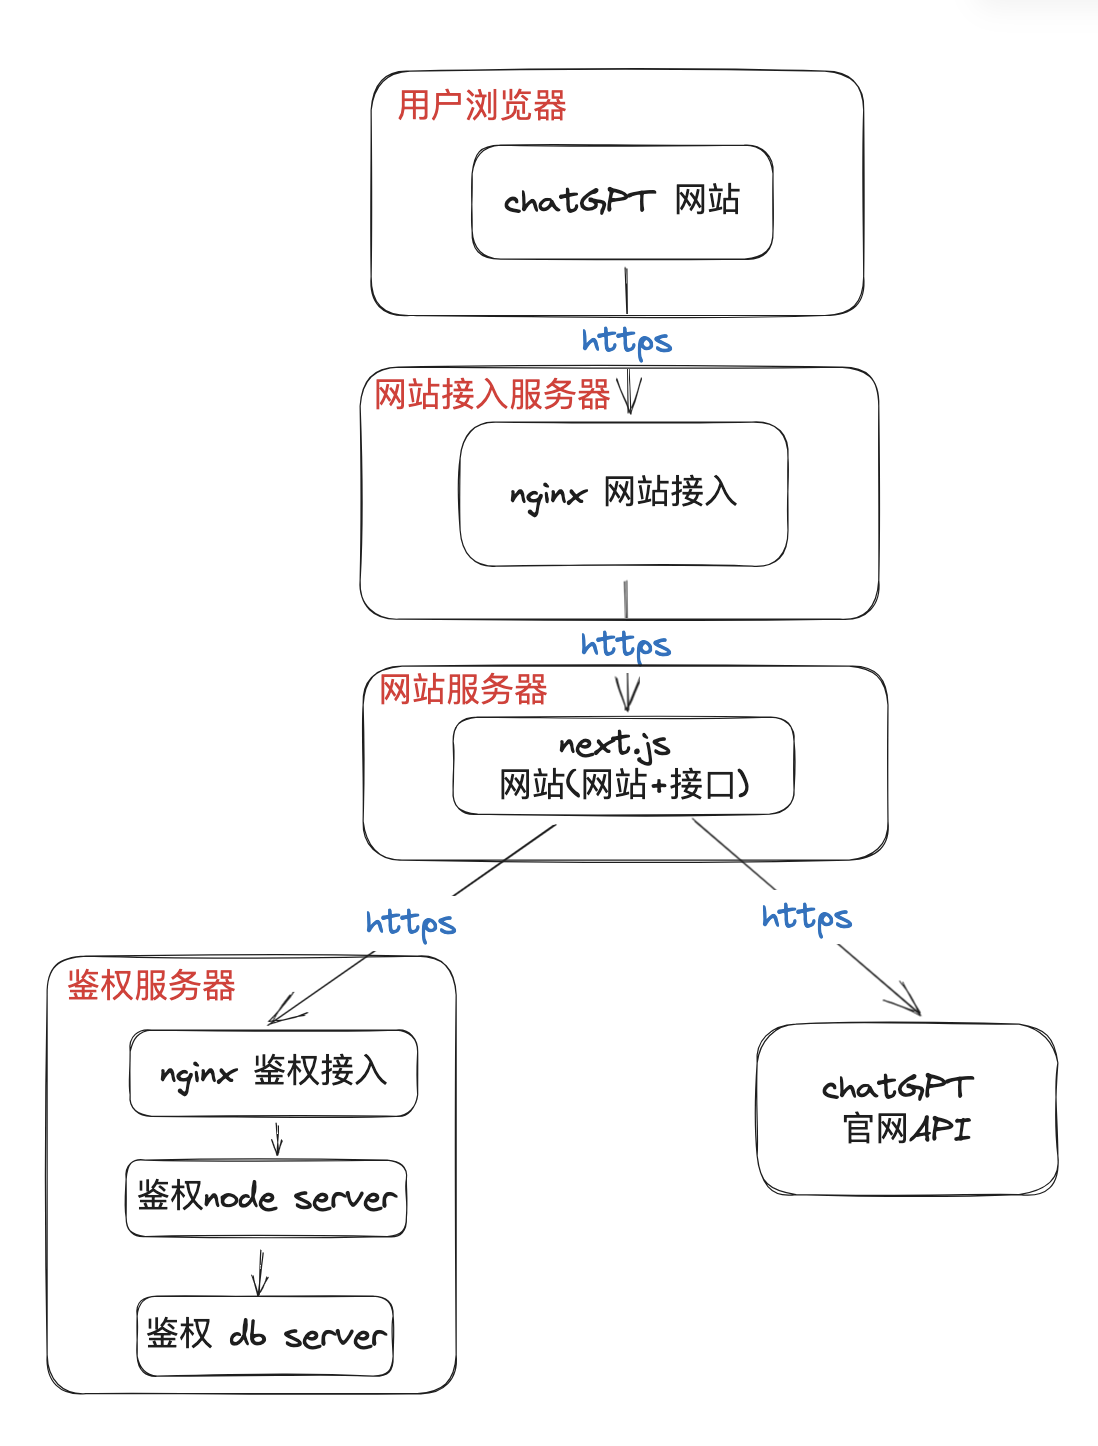 用户浏览器
chatGPT 网站
https
网站接入服务器
nginx 网站接入
https
网站服务器
next.js
网站(网站+接口)
https
https
鉴权服务器
nginx 鉴权接入
鉴权node server
鉴权 db server
chatGPT
官网API